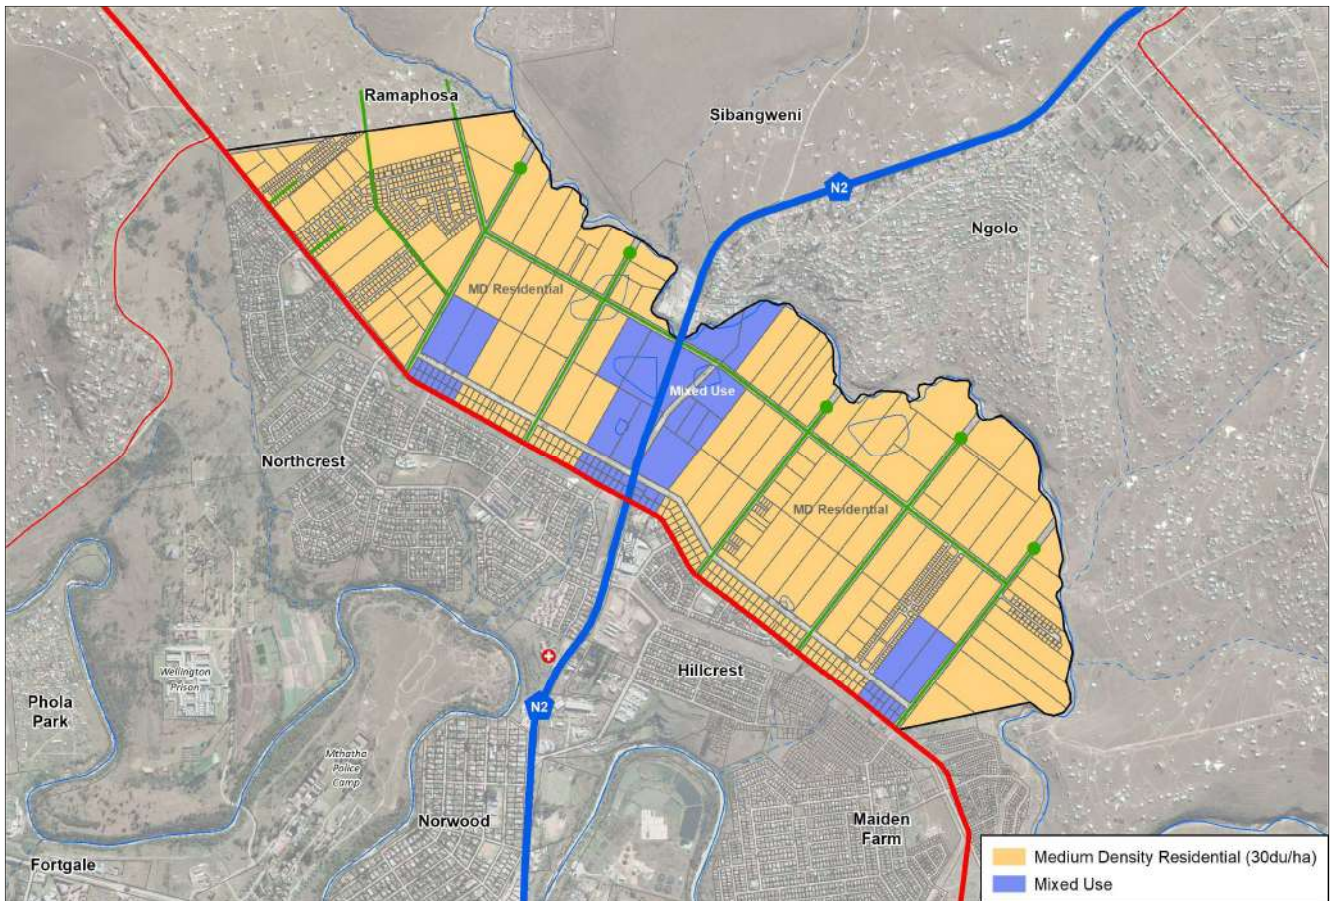 Ramaphosa
Sibangweni
N2
Ngolo
MD Residential
Mixed Use
Northcrest
MD Residential
Wellington
Prison
Hillcrest
Phola
Park
N2
Mthatha
Police
Camp
Norwood
Maiden
Farm
Fortgale
Medium Density Residential (30du/ha)
Mixed Use